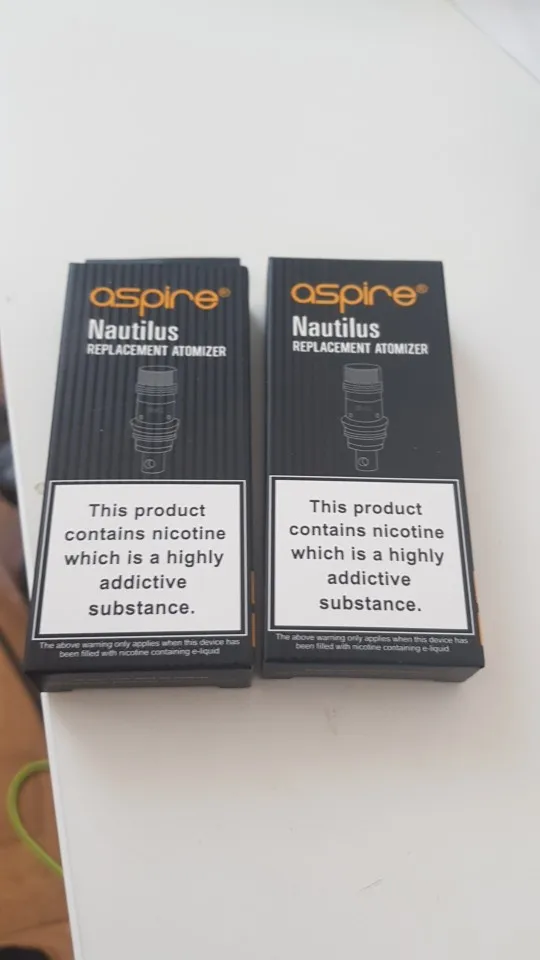 aspire®
Nautilus
REPLACEMENT ATOMIZER
This product
contains nicotine
which is a highly
addictive
substance.
The above warning only applies when this device has
been filled with nicotine containing e-liquid
aspire®
Nautilus
REPLACEMENT ATOMIZER
This product
contains nicotine
which is a highly
addictive
substance.
The above warning only applies when this device has
been filled with nicotine containing e-liquid